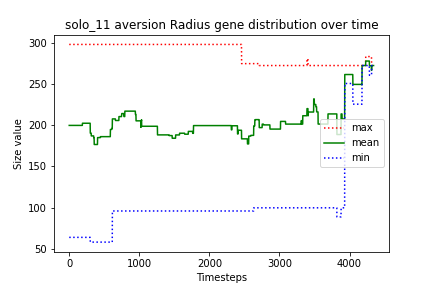 solo_11 aversion Radius gene distribution over time
300
250
200
150
100
50
Size value
max
mean
min
0
1000
2000
3000
4000
Timesteps